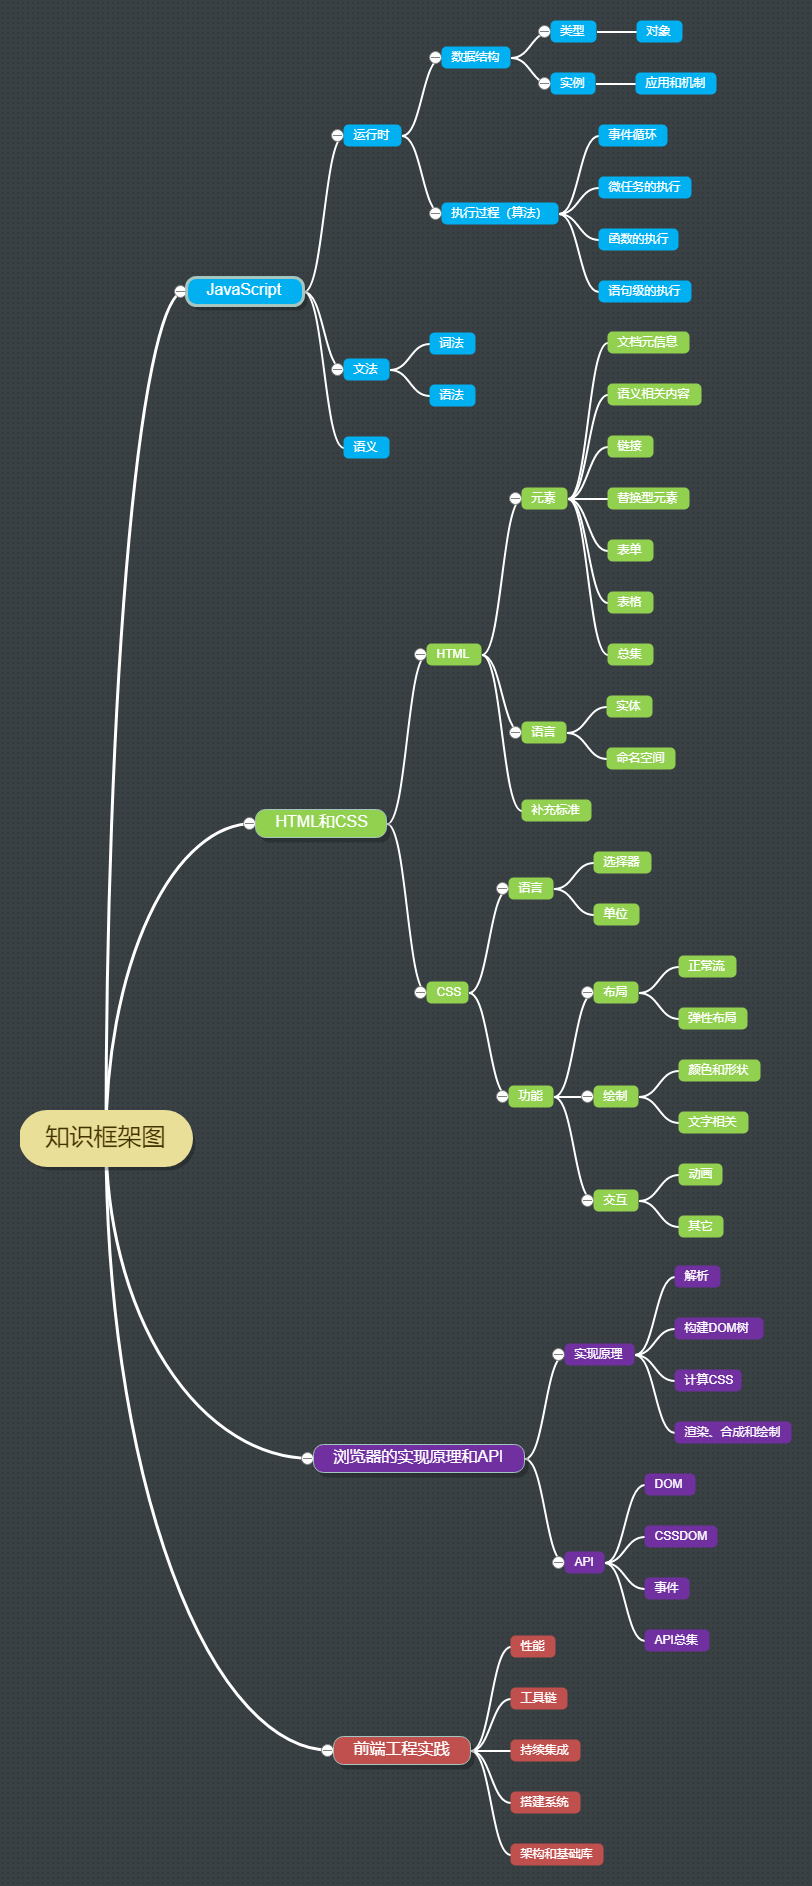 知识框架图
JavaScript
运行时
数据结构
类型
对象
实例
应用和机制
执行过程（算法）
事件循环
微任务的执行
函数的执行
语句级的执行
文法
词法
语法
语义
HTML和CSS
HTML
元素
文档元信息
语义相关内容
链接
替换型元素
表单
表格
总集
语言
实体
命名空间
补充标准
CSS
语言
选择器
单位
功能
布局
正常流
弹性布局
绘制
颜色和形状
文字相关
交互
动画
其它
浏览器的实现原理和API
实现原理
解析
构建DOM树
计算CSS
渲染、合成和绘制
API
DOM
CSSDOM
事件
API总集
前端工程实践
性能
工具链
持续集成
搭建系统
架构和基础库